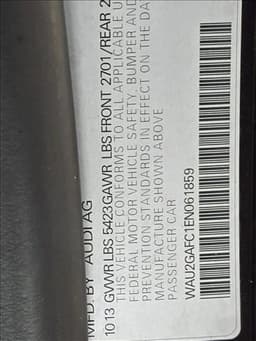 MFD.BY AUDI AG
10 13 GVWR LBS 5423 GAWR LBS FRONT 2701/REAR 2
THIS VEHICLE CONFORMS TO ALL APPLICABLE
FEDERAL MOTOR VEHICLE SAFETY, BUMPER AND
PREVENTION STANDARDS IN EFFECT ON THE DA
MANUFACTURE SHOWN ABOVE
PASSENGER CAR
WAU2GAFC1EN061859